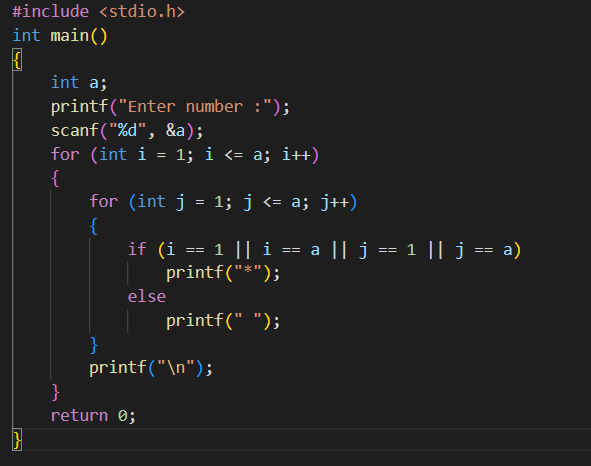 #include <stdio.h>
int main()
{
    int a;
    printf("Enter number :");
    scanf("%d", &a);
    for (int i = 1; i <= a; i++)
    {
        for (int j = 1; j <= a; j++)
        {
            if (i == 1 || i == a || j == 1 || j == a)
                printf("*");
            else
                printf(" ");
        }
        printf("\n");
    }
    return 0;
}